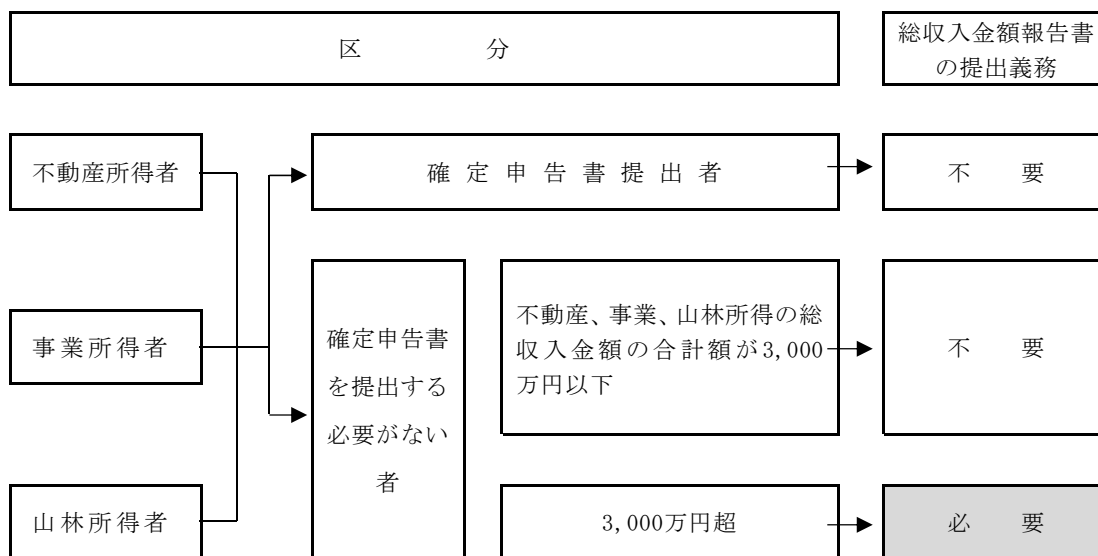 区 分
総収入金額報告書
の提出義務
不動産所得者
確定申告書提出者
不 要
事業所得者
確定申告書
を提出する
必要がない
者
不動産、事業、山林所得の総
収入金額の合計額が3,000
万円以下
不 要
山林所得者
3,000万円超
必 要